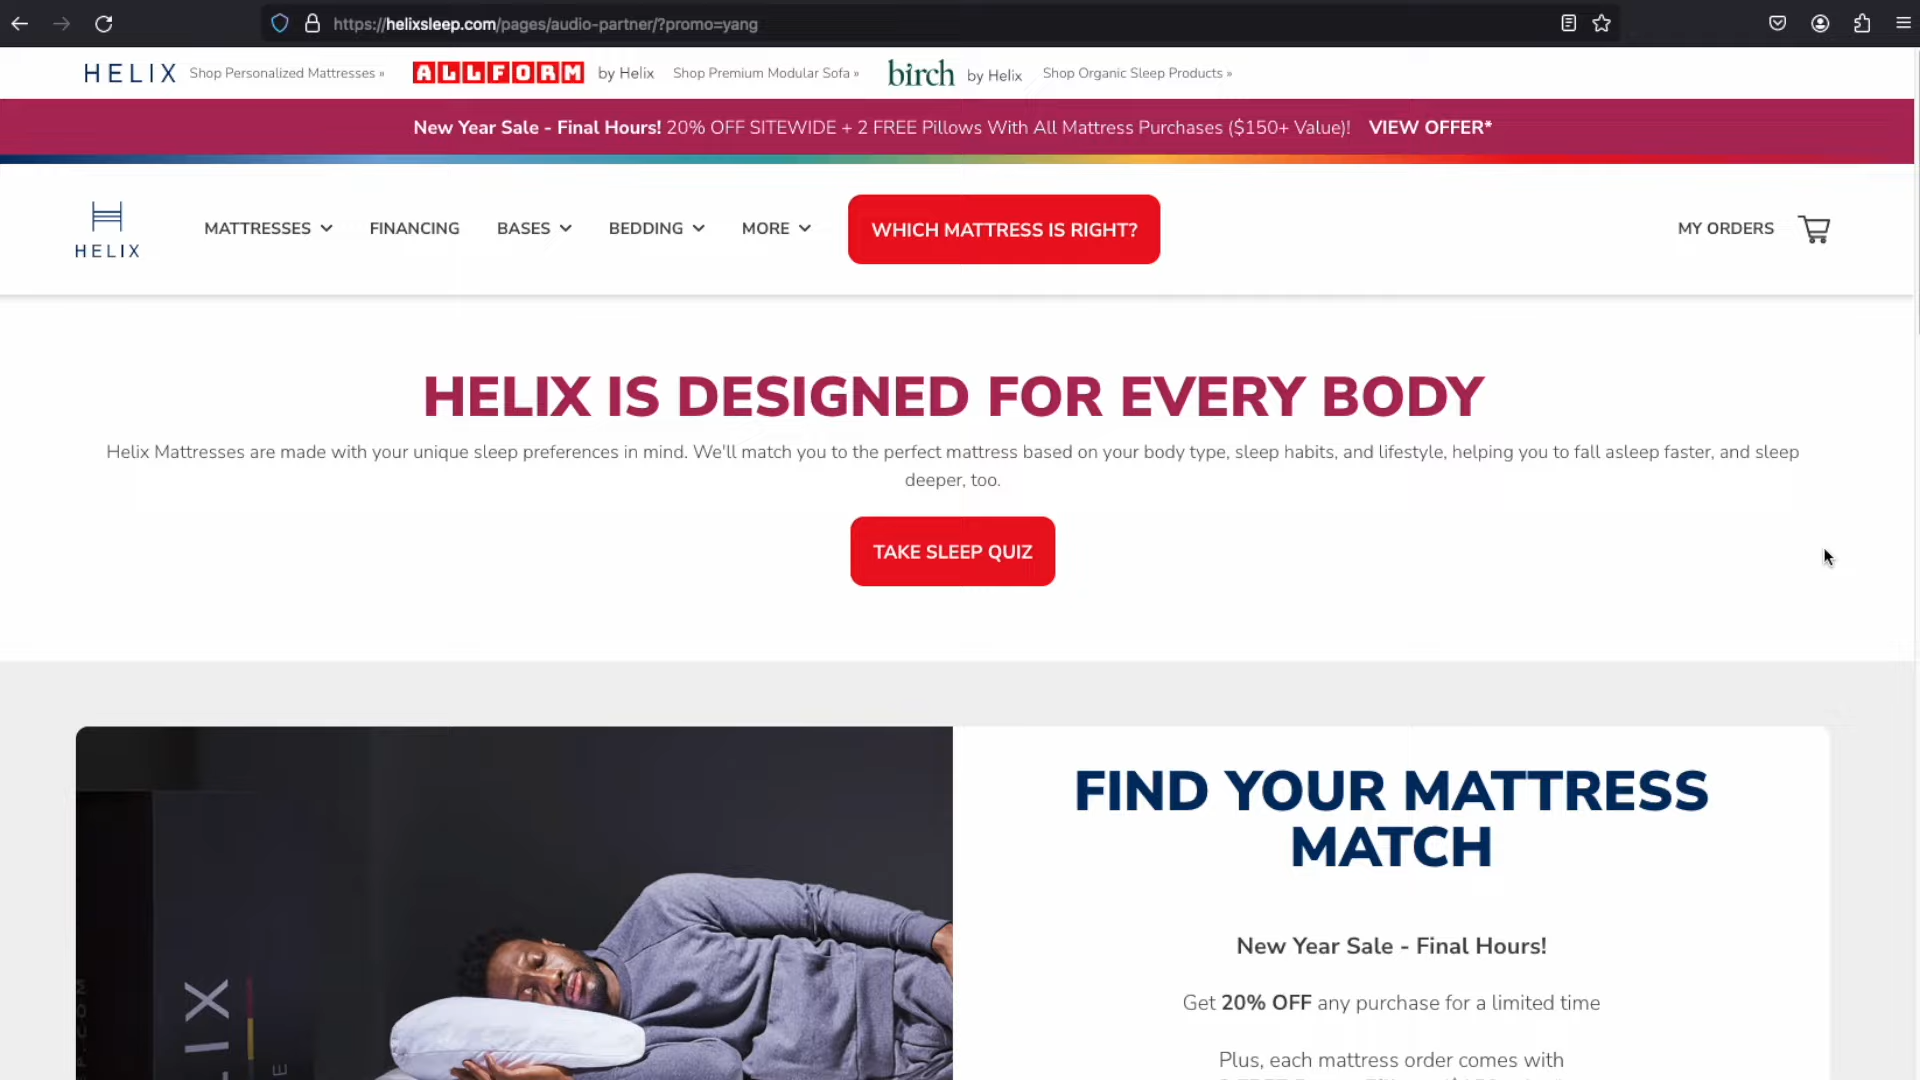 https://helixsleep.com/pages/audio-partner/?promo=yang
HELIX Shop Personalized Mattresses » ALLFORM by Helix Shop Premium Modular Sofa » birch by Helix Shop Organic Sleep Products »
New Year Sale - Final Hours! 20% OFF SITEWIDE + 2 FREE Pillows With All Mattress Purchases ($150+ Value)! VIEW OFFER*
HELIX
MATTRESSES FINANCING BASES BEDDING MORE WHICH MATTRESS IS RIGHT? MY ORDERS
HELIX IS DESIGNED FOR EVERY BODY
Helix Mattresses are made with your unique sleep preferences in mind. We'll match you to the perfect mattress based on your body type, sleep habits, and lifestyle, helping you to fall asleep faster, and sleep
deeper, too.
TAKE SLEEP QUIZ
FIND YOUR MATTRESS
MATCH
New Year Sale - Final Hours!
Get 20% OFF any purchase for a limited time
Plus, each mattress order comes with